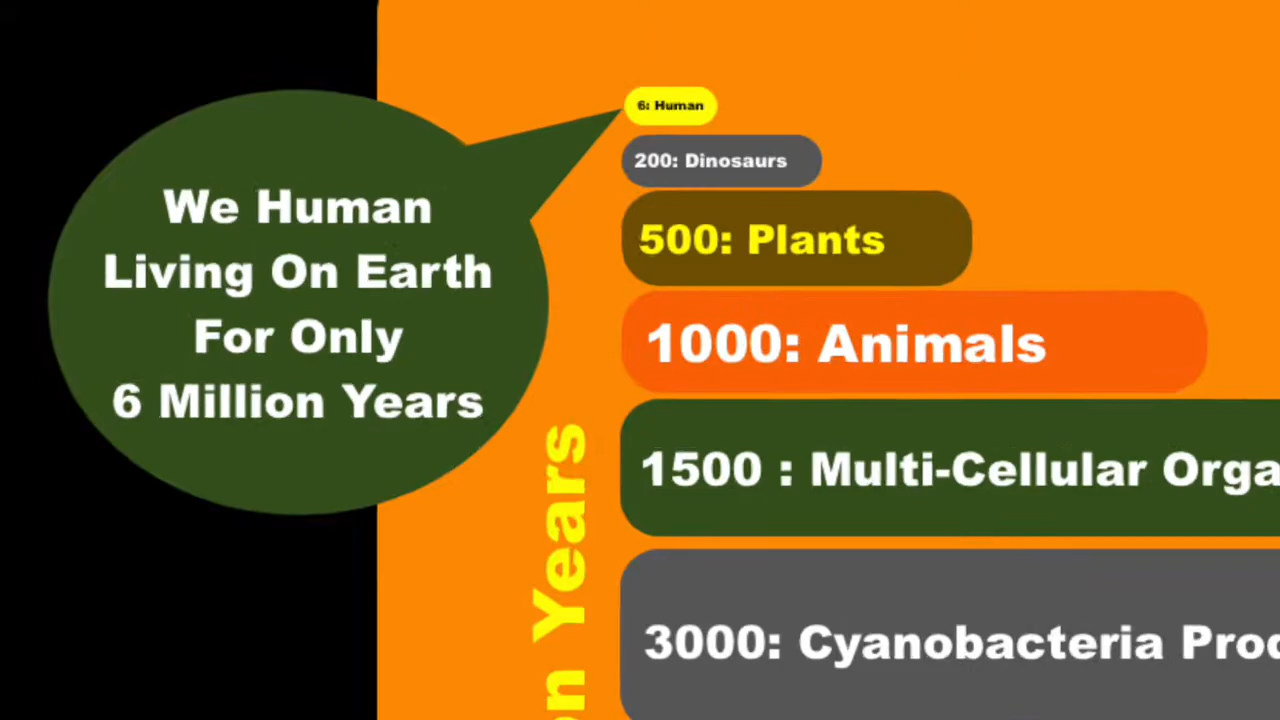 We Human
Living On Earth
For Only
6 Million Years
6: Human
200: Dinosaurs
500: Plants
1000: Animals
1500 : Multi-Cellular Orga
3000: Cyanobacteria Prod
on Years